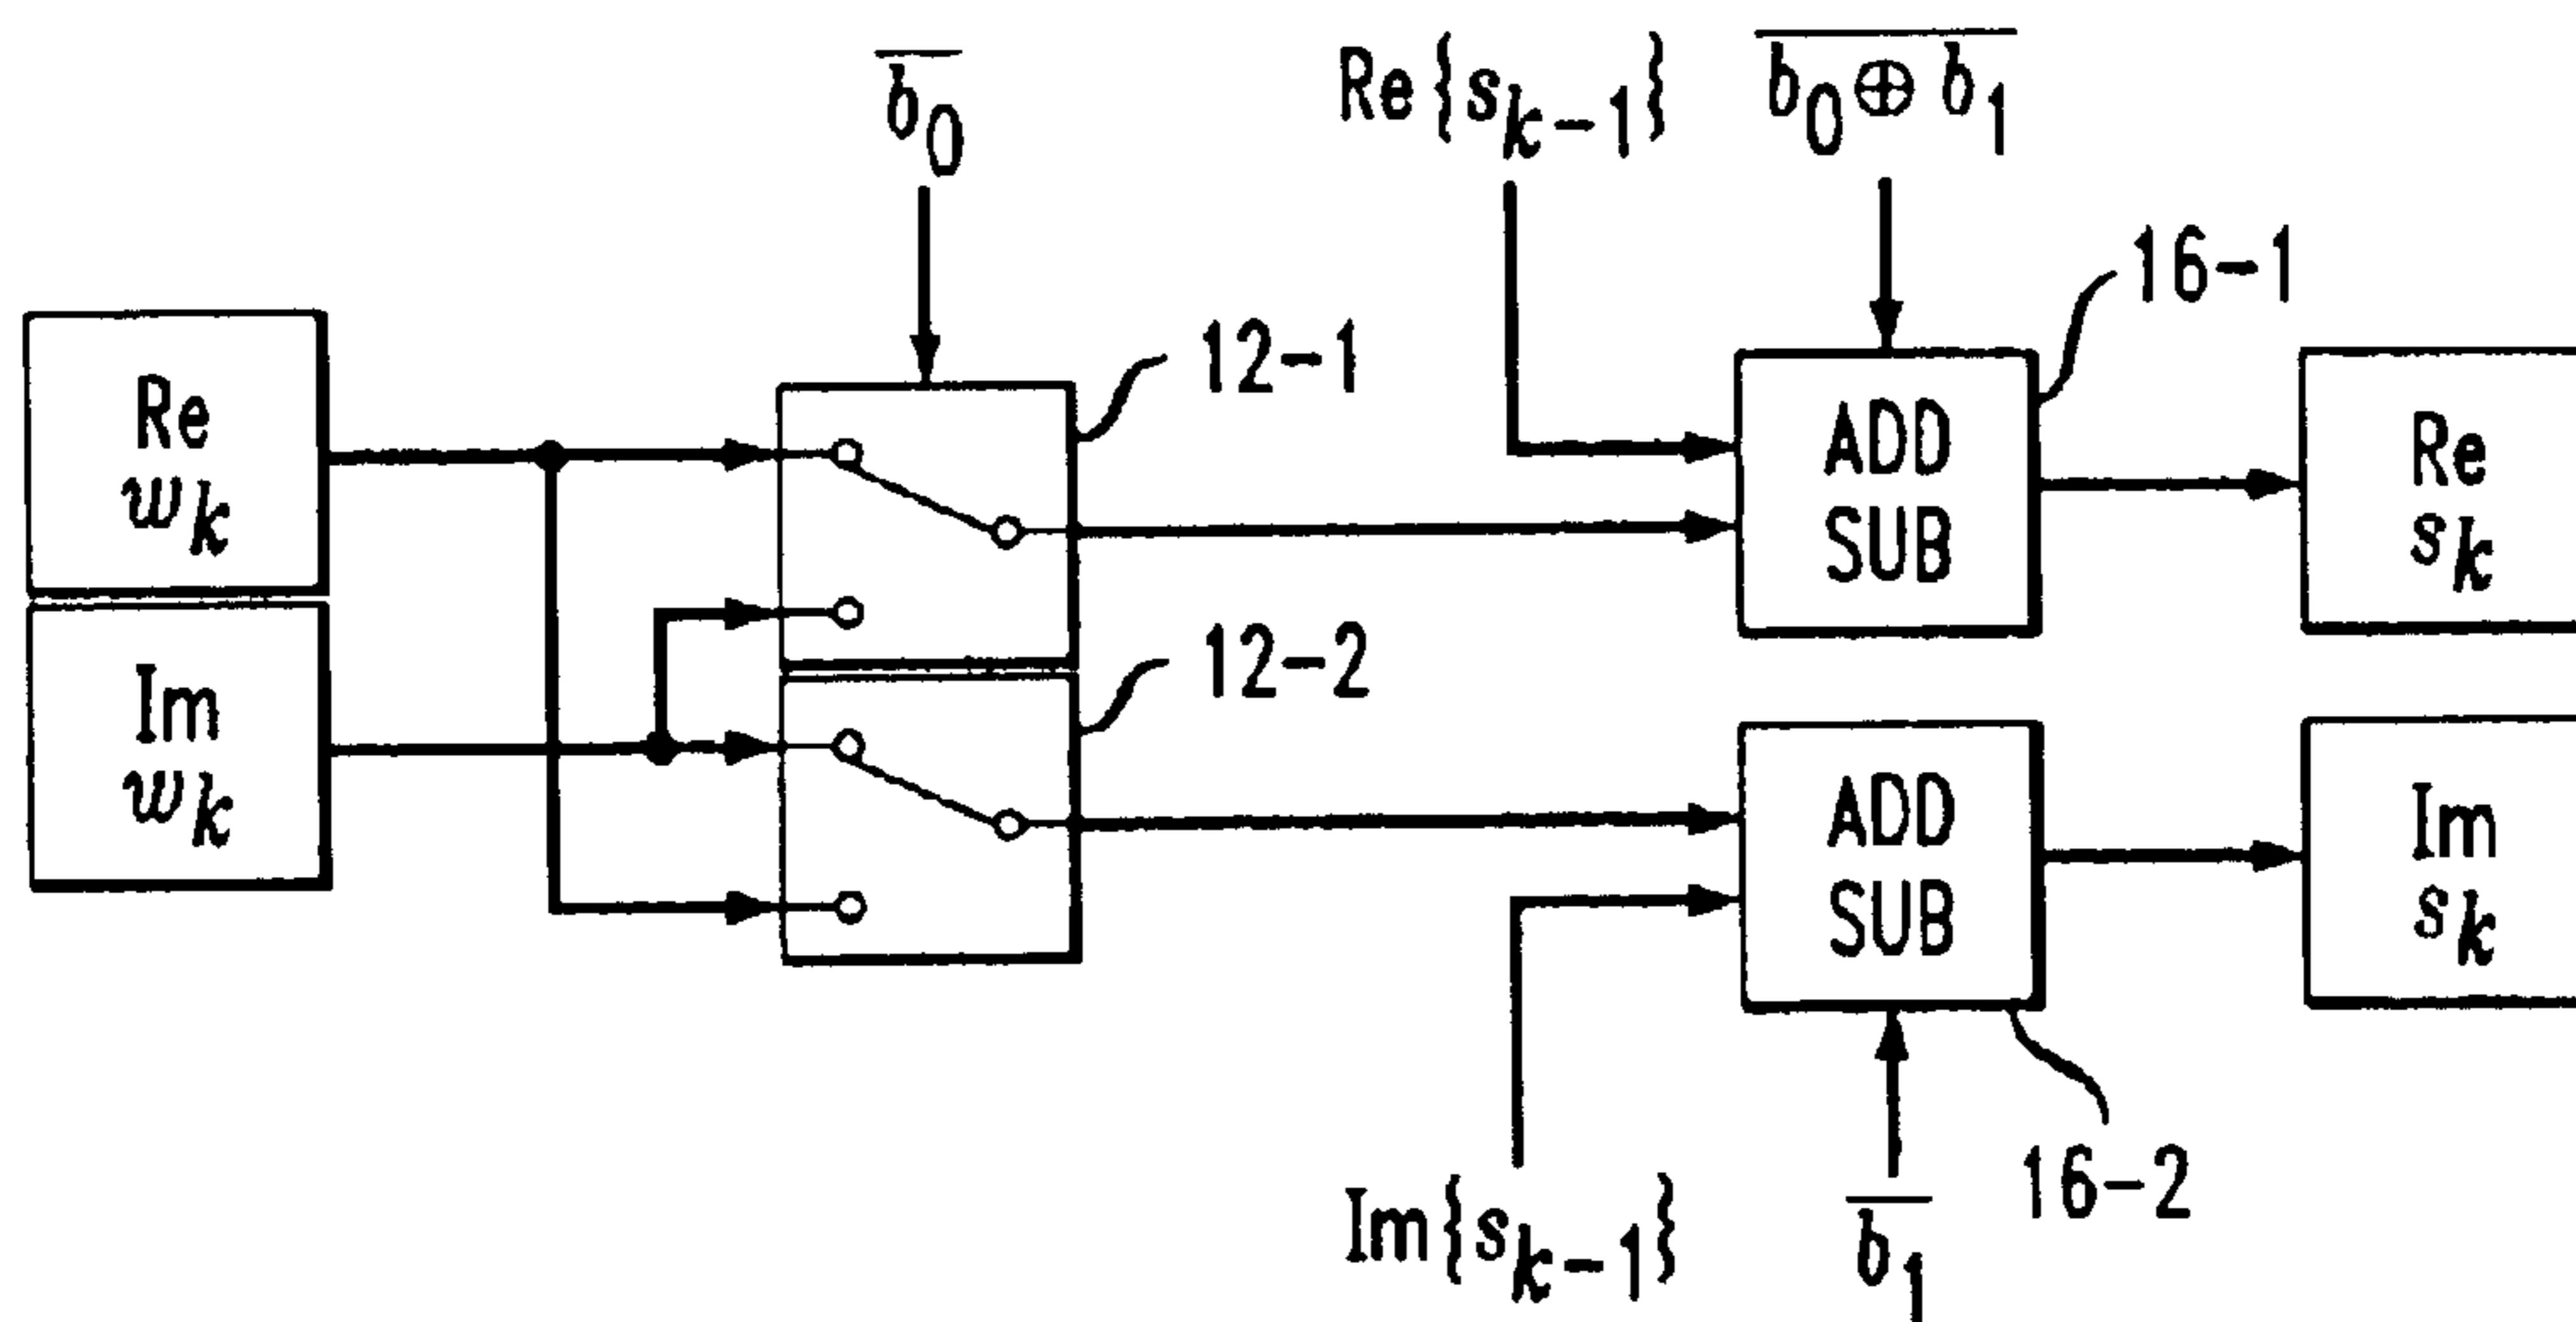 b̅₀
Re{sₖ₋₁}
b₀ ⊕ b₁ (overlined)
16-1
12-1
Re
wₖ
ADD
SUB
Re
sₖ
12-2
Im
wₖ
ADD
SUB
Im
sₖ
Im{sₖ₋₁}
b̅₁
16-2